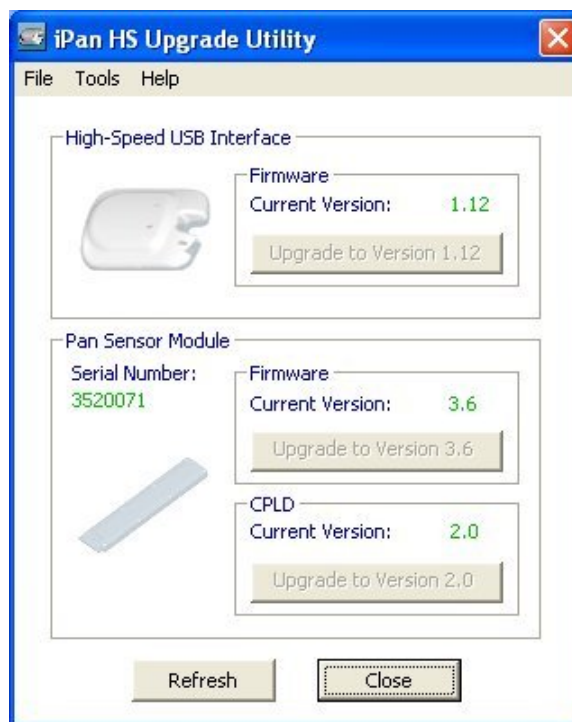 iPan HS Upgrade Utility
File Tools Help
High-Speed USB Interface
Firmware
Current Version: 1.12
Upgrade to Version 1.12
Pan Sensor Module
Serial Number:
3520071
Firmware
Current Version: 3.6
Upgrade to Version 3.6
CPLD
Current Version: 2.0
Upgrade to Version 2.0
Refresh Close